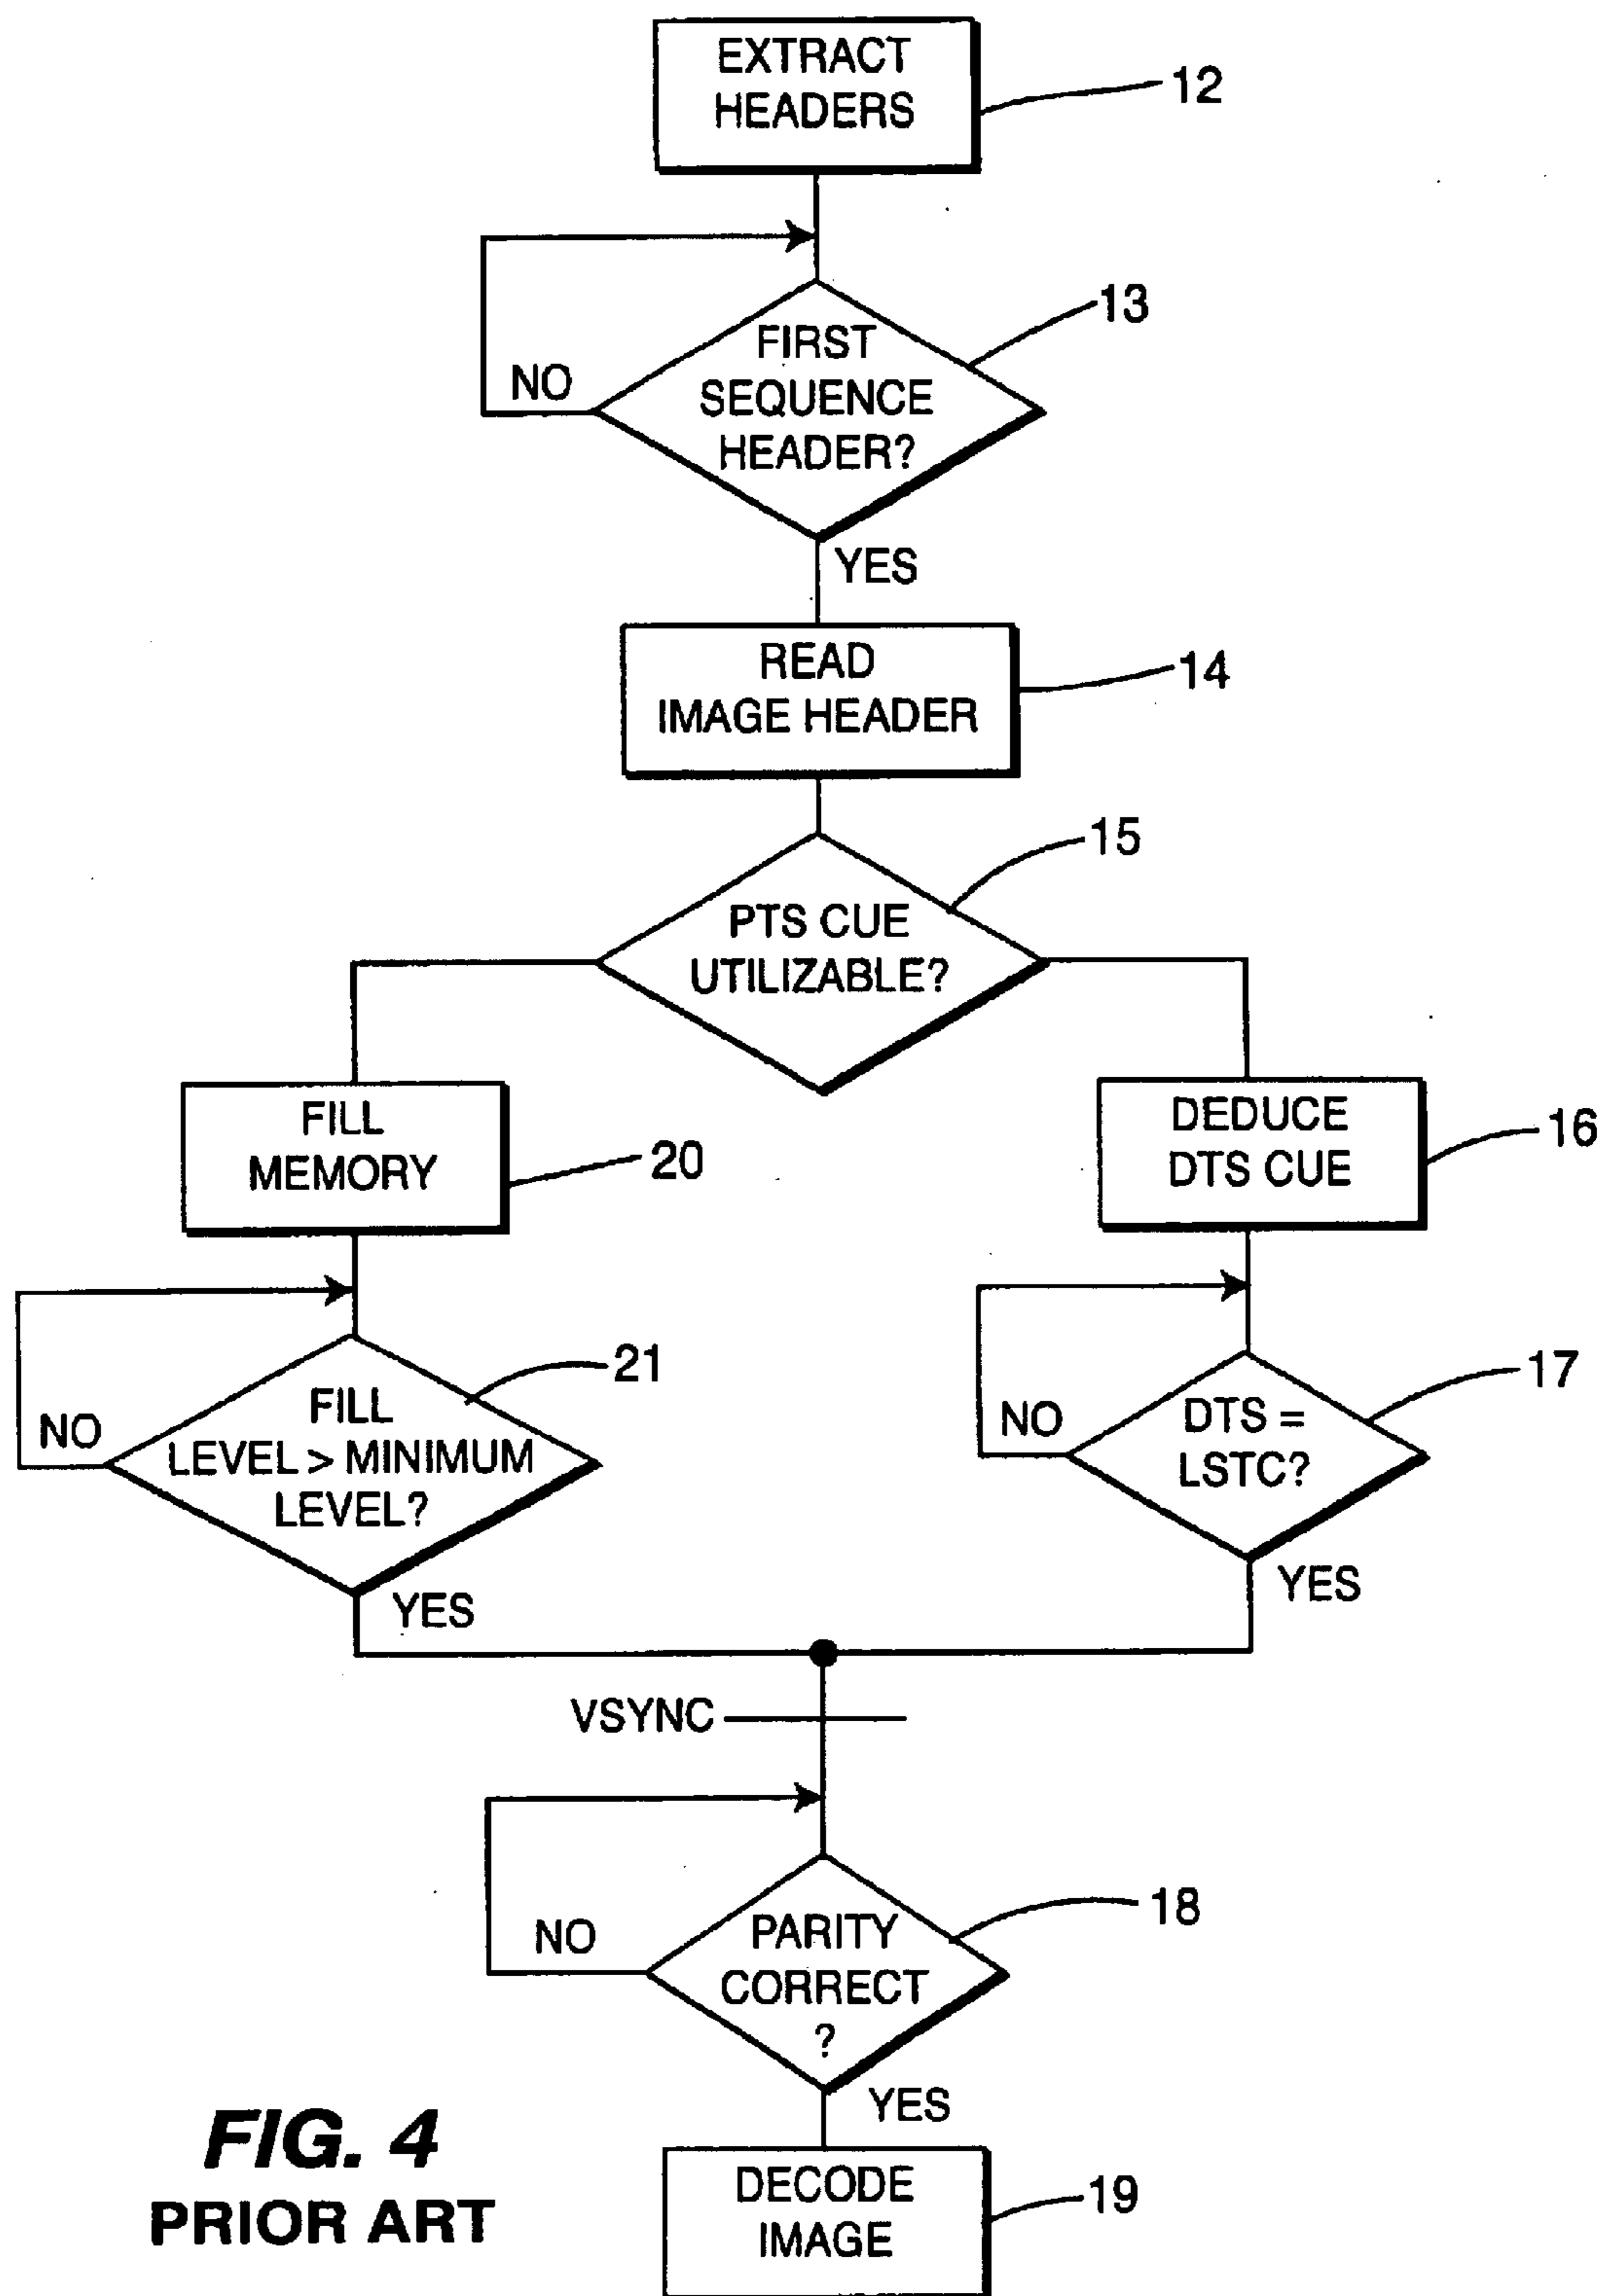 EXTRACT
HEADERS
12
13
FIRST
SEQUENCE
HEADER?
NO
YES
READ
IMAGE HEADER
14
15
PTS CUE
UTILIZABLE?
FILL
MEMORY
20
DEDUCE
DTS CUE
16
21
FILL
LEVEL > MINIMUM
LEVEL?
NO
YES
17
DTS =
LSTC?
NO
YES
VSYNC
18
PARITY
CORRECT
?
NO
YES
DECODE
IMAGE
19
FIG. 4
PRIOR ART